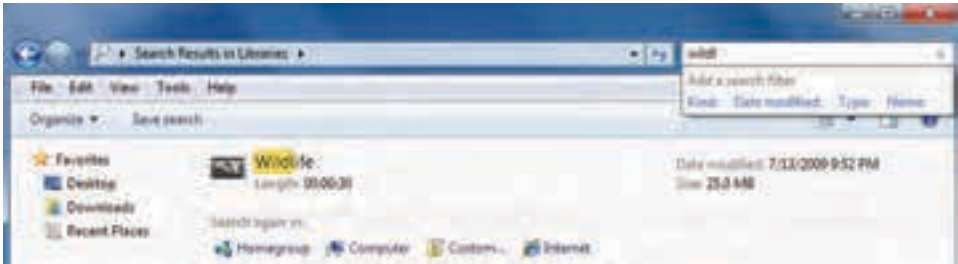 Search Results in Libraries
wildl
File Edit View Tools Help
Add a search filter
Kind: Date modified: Type: Name:
Organize Save search
Favorites
Desktop
Downloads
Recent Places
Wildlife
Length: 00:00:30
Date modified: 7/13/2009 9:52 PM
Size: 25.0 MB
Search again in:
Homegroup Computer Custom... Internet